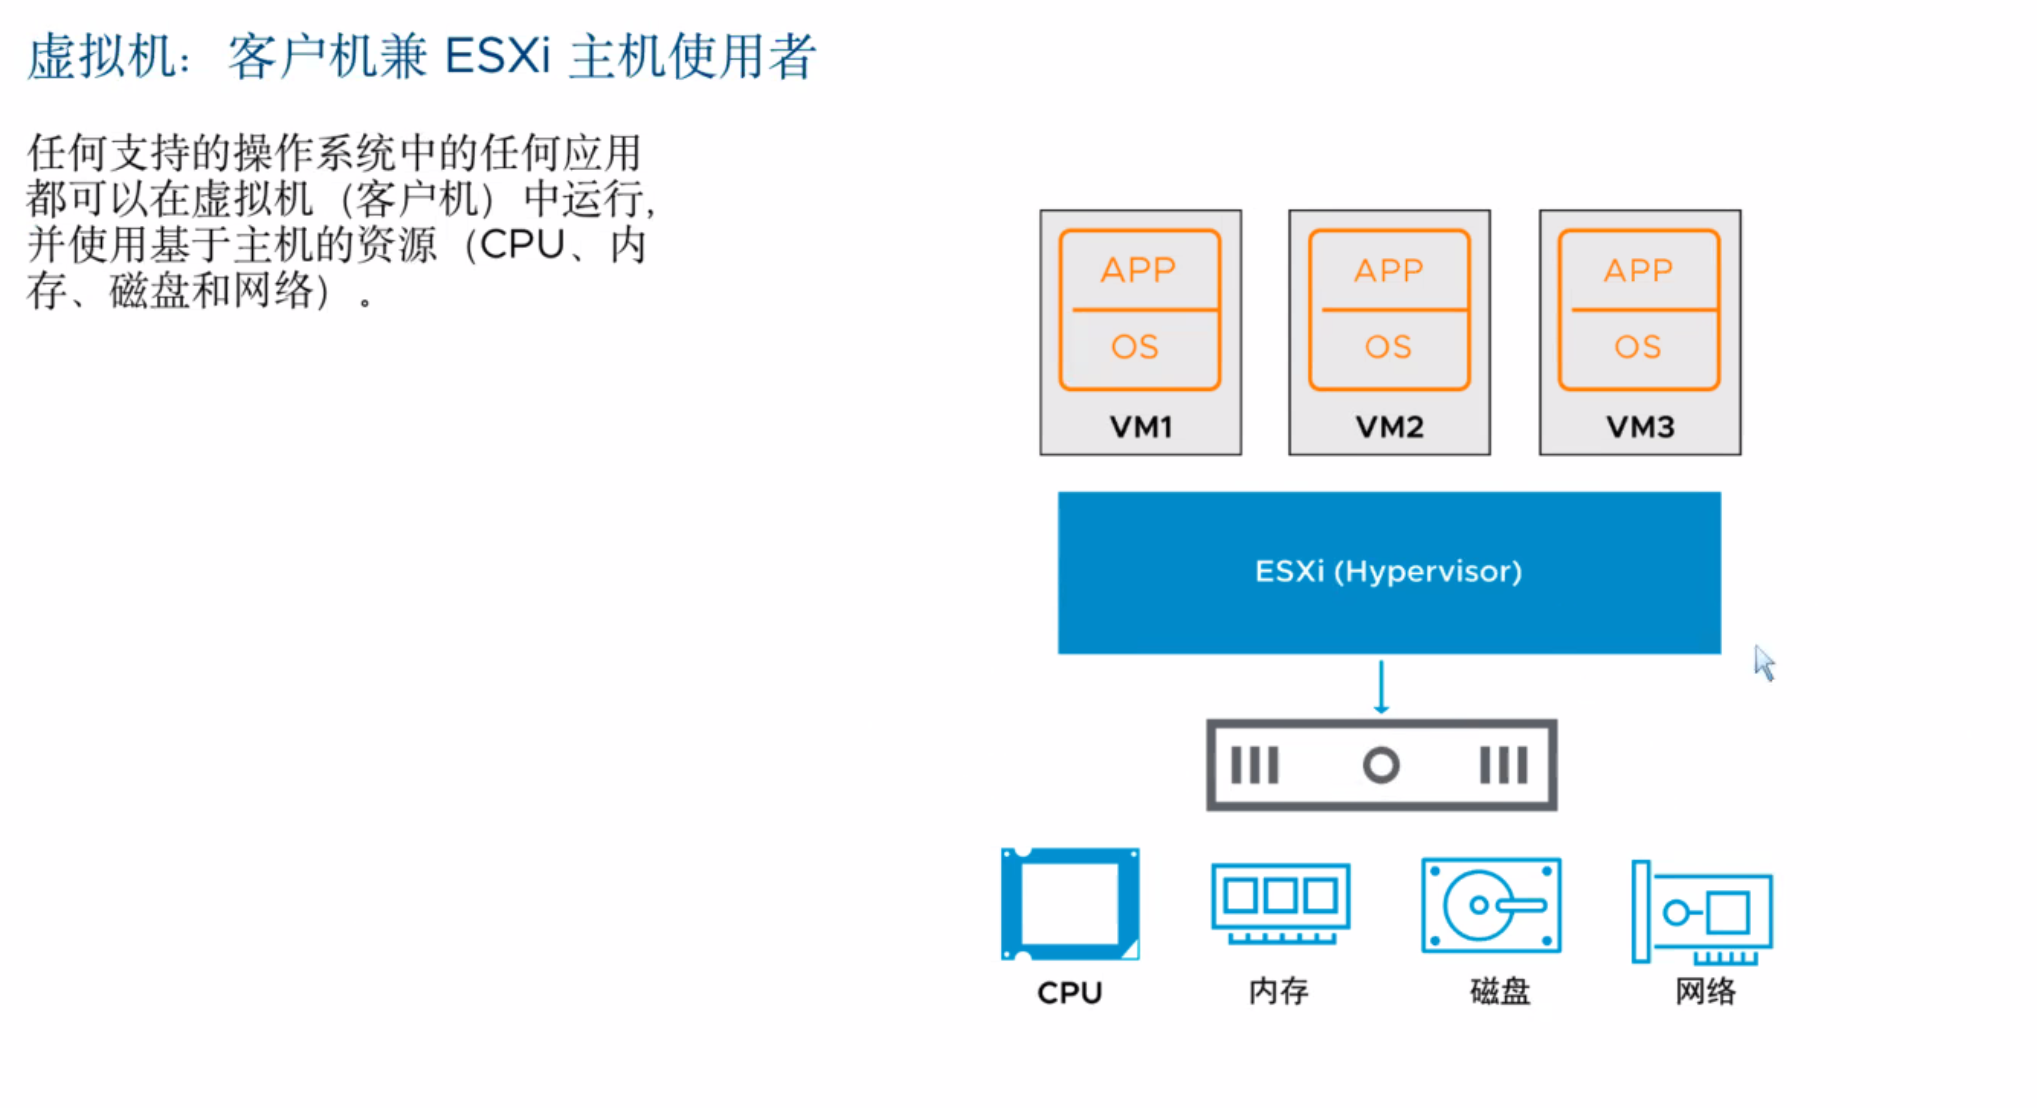 虚拟机：客户机兼 ESXi 主机使用者
任何支持的操作系统中的任何应用
都可以在虚拟机（客户机）中运行，
并使用基于主机的资源（CPU、内
存、磁盘和网络）。
APP
OS
VM1
APP
OS
VM2
APP
OS
VM3
ESXi (Hypervisor)
CPU
内存
磁盘
网络